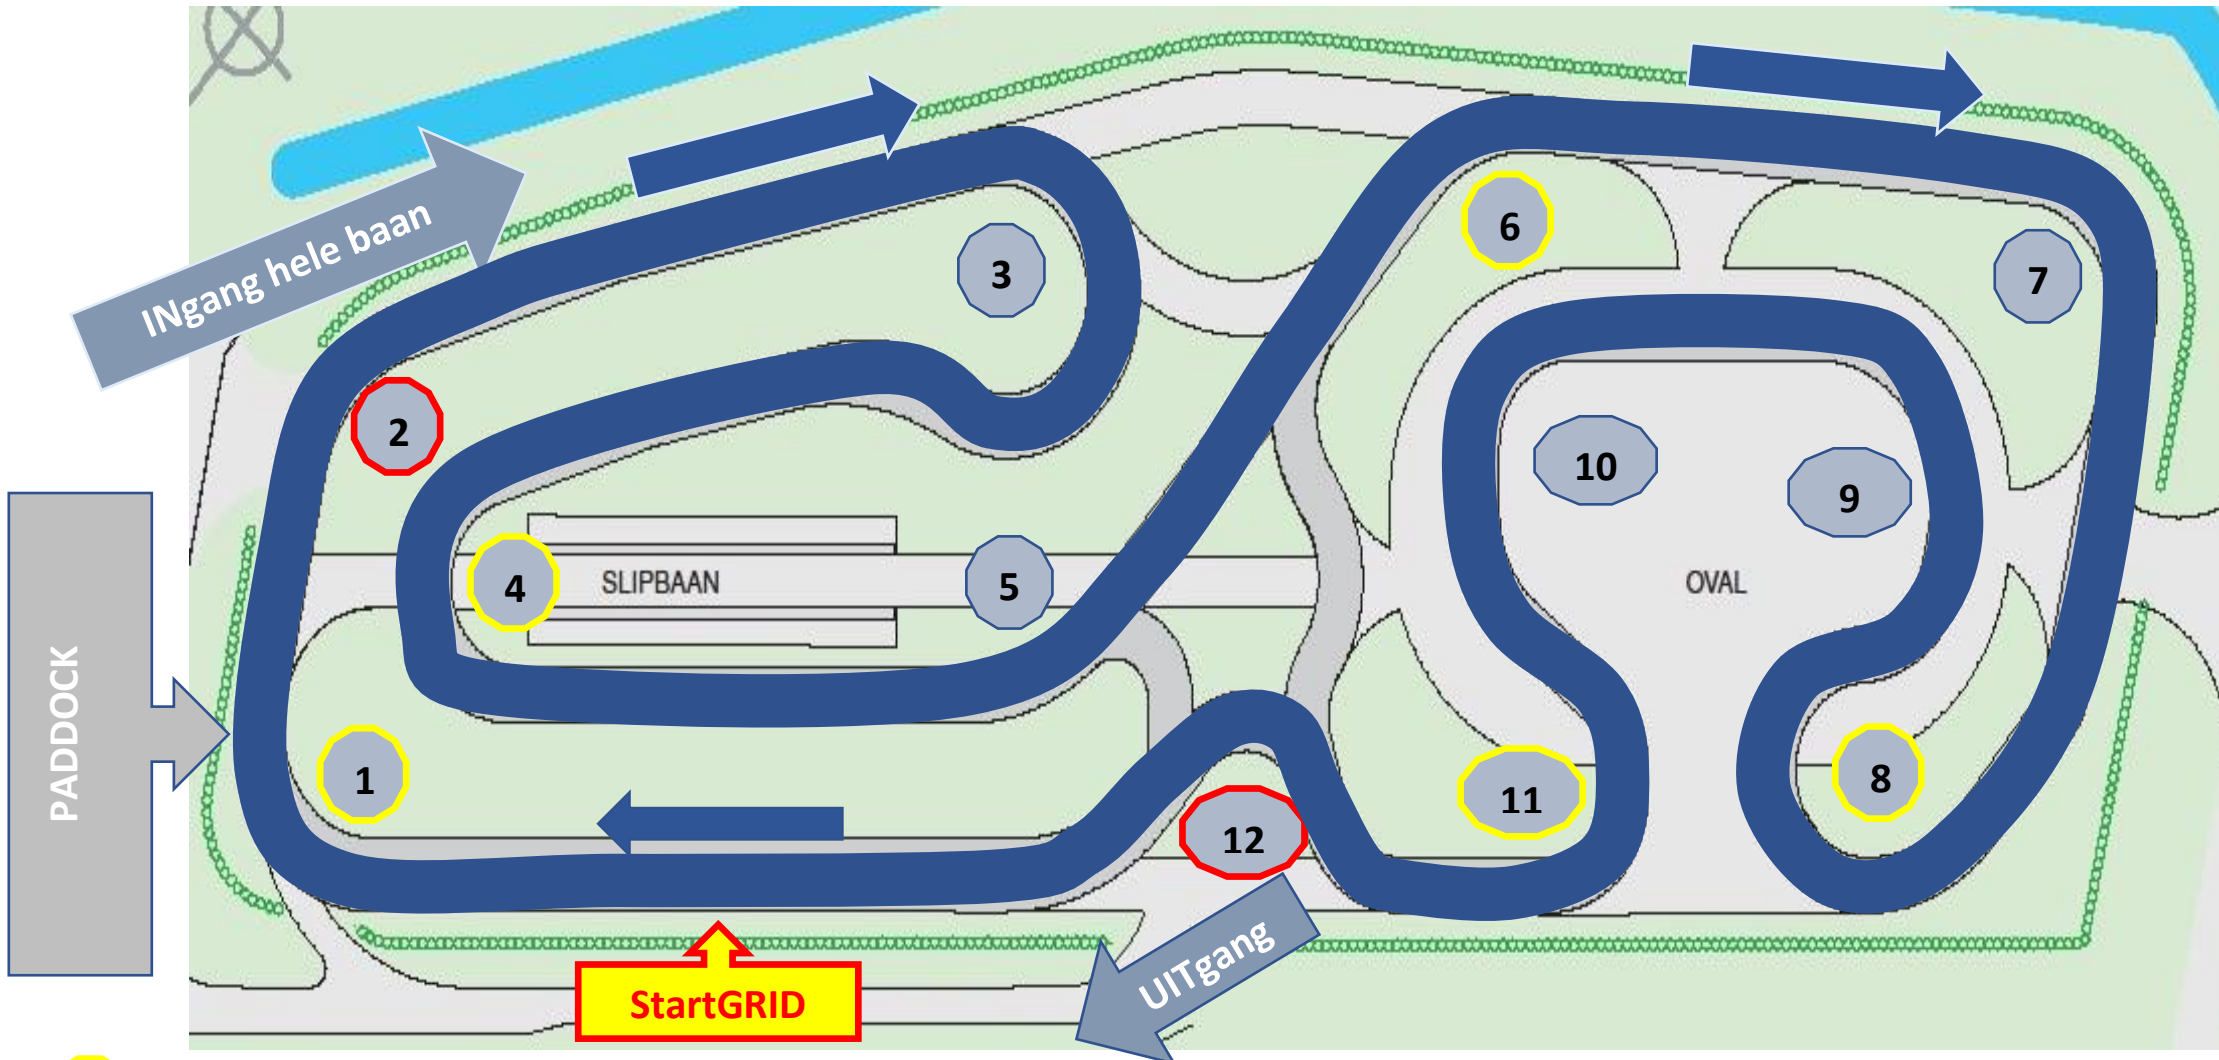 INgang hele baan
3
6
7
2
10
9
PADDOCK
4
SLIPBAAN
5
OVAL
1
11
8
12
UITgang
StartGRID